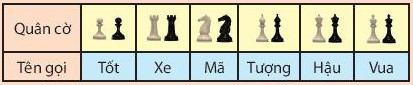 Quân cờ
Tên gọi Tốt Xe Mã Tượng Hậu Vua